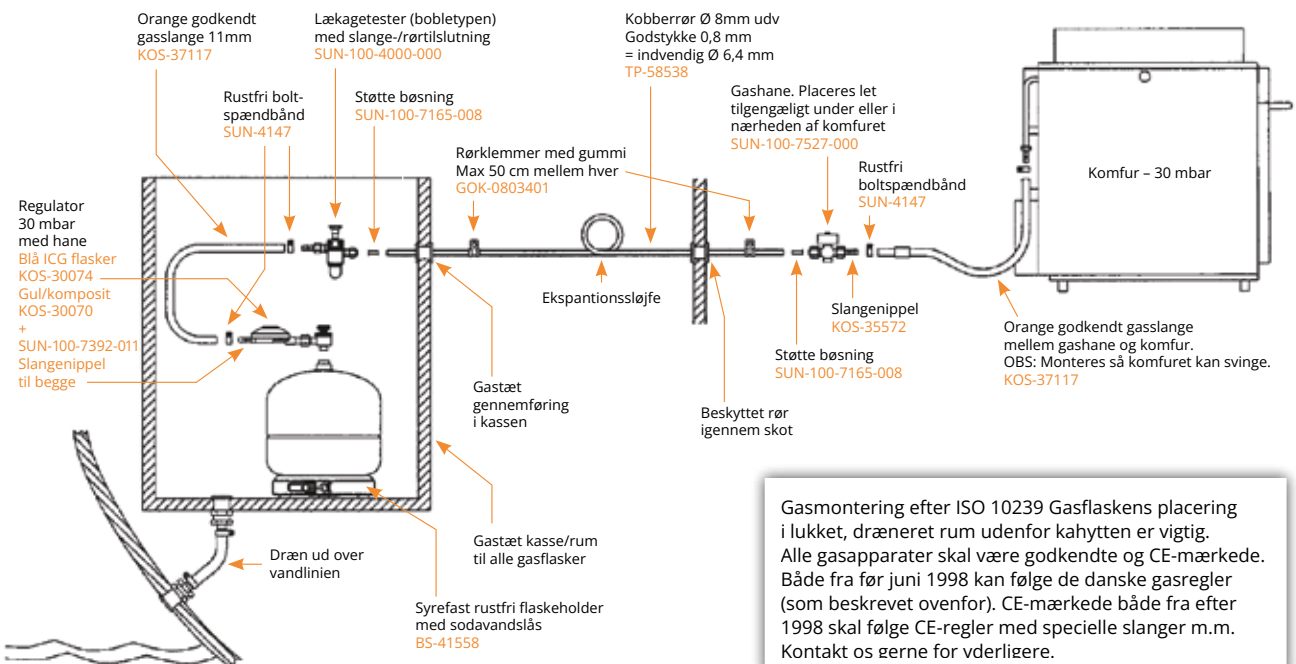 Orange godkendt
gasslange 11mm
KOS-37117
Lækagetester (bobletypen)
med slange-/rørtilslutning
SUN-100-4000-000
Kobberrør Ø 8mm udv
Godstykke 0,8 mm
= indvendig Ø 6,4 mm
TP-58538
Rustfri bolt-
spændbånd
SUN-4147
Støtte bøsning
SUN-100-7165-008
Gashane. Placeres let
tilgengæligt under eller i
nærheden af komfuret
SUN-100-7527-000
Rørklemmer med gummi
Max 50 cm mellem hver
GOK-0803401
Rustfri
boltspændbånd
SUN-4147
Komfur – 30 mbar
Regulator
30 mbar
med hane
Blå ICG flasker
KOS-30074
Gul/komposit
KOS-30070
+
SUN-100-7392-011
Slangenippel
til begge
Ekspantionssløjfe
Slangenippel
KOS-35572
Orange godkendt gasslange
mellem gashane og komfur.
OBS: Monteres så komfuret kan svinge.
KOS-37117
Støtte bøsning
SUN-100-7165-008
Gastæt
gennemføring
i kassen
Beskyttet rør
igennem skot
Gastæt kasse/rum
til alle gasflasker
Dræn ud over
vandlinien
Syrefast rustfri flaskeholder
med sodavandslås
BS-41558
Gasmontering efter ISO 10239 Gasflaskens placering
i lukket, dræneret rum udenfor kahytten er vigtig.
Alle gasapparater skal være godkendte og CE-mærkede.
Både fra før juni 1998 kan følge de danske gasregler
(som beskrevet ovenfor). CE-mærkede både fra efter
1998 skal følge CE-regler med specielle slanger m.m.
Kontakt os gerne for yderligere.